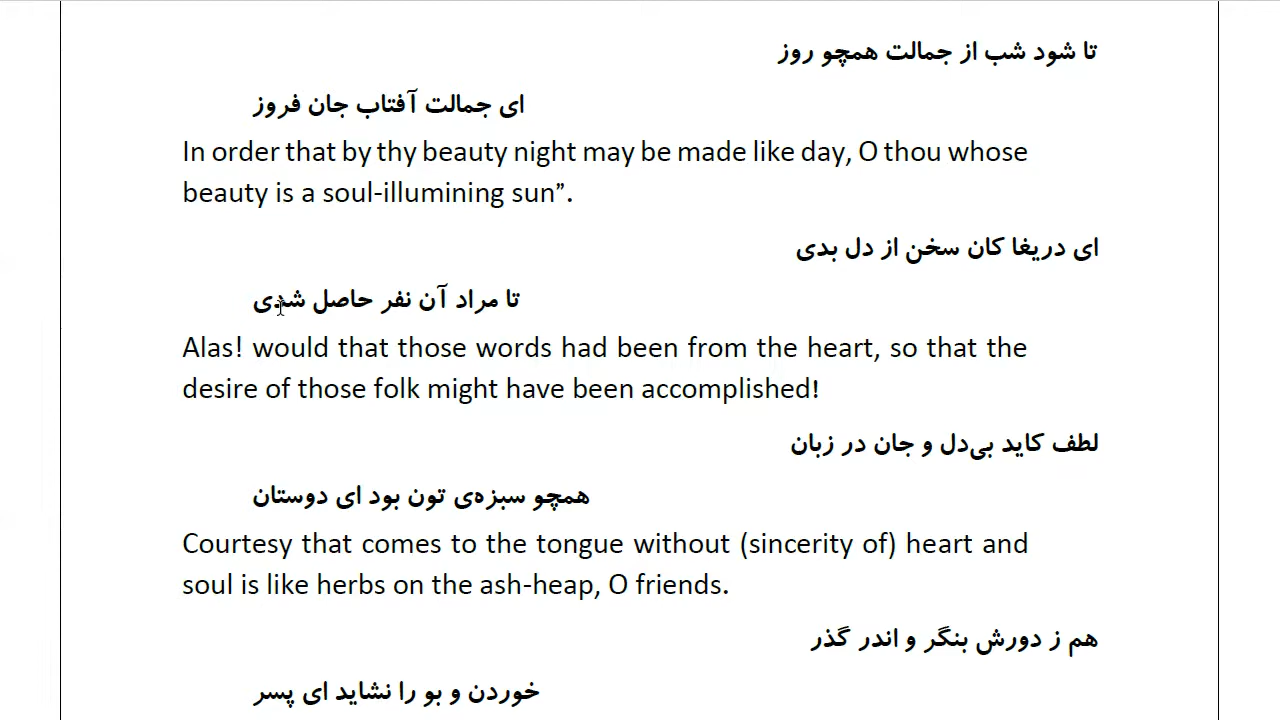 تا شود شب از جمالت همچو روز
ای جمالت آفتاب جان فروز
In order that by thy beauty night may be made like day, O thou whose
beauty is a soul-illumining sun”.
ای دریغا کان سخن از دل بدی
تا مراد آن نفر حاصل شدی
Alas! would that those words had been from the heart, so that the
desire of those folk might have been accomplished!
لطف کاید بی‌دل و جان در زبان
همچو سبزه‌ی تون بود ای دوستان
Courtesy that comes to the tongue without (sincerity of) heart and
soul is like herbs on the ash-heap, O friends.
هم ز دورش بنگر و اندر گذر
خوردن و بو را نشاید ای پسر